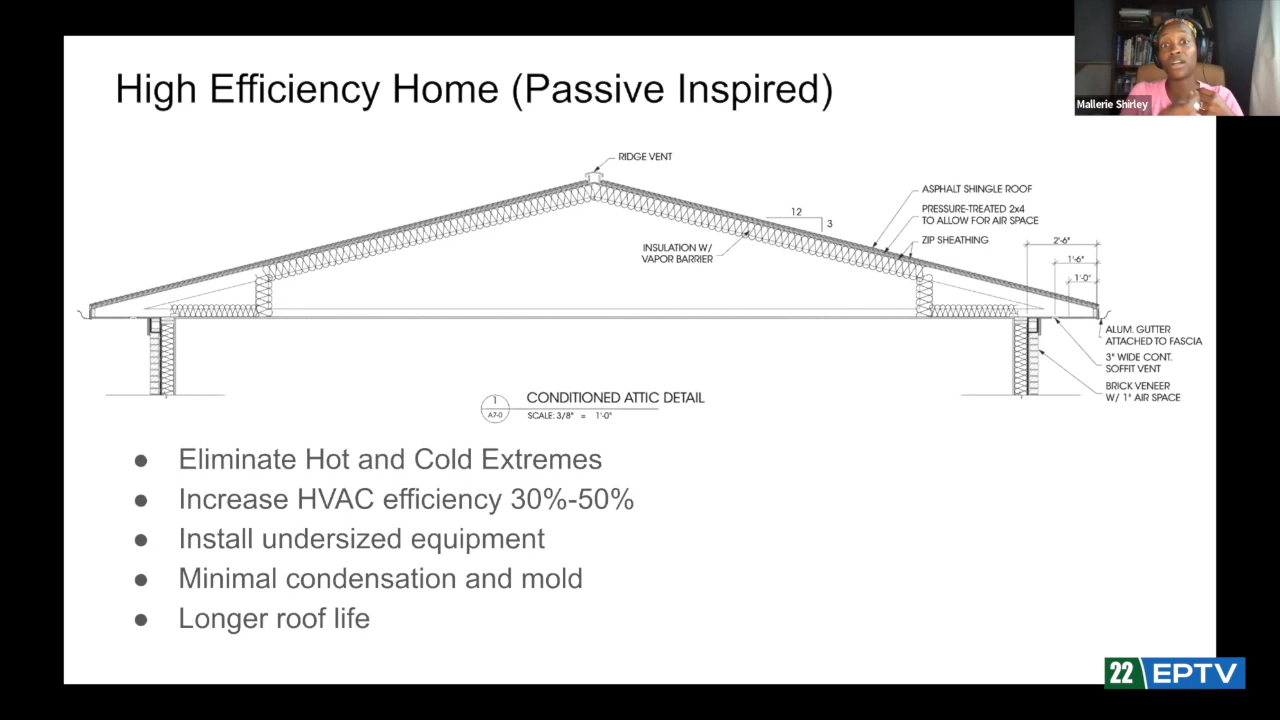 High Efficiency Home (Passive Inspired)
Mallerie Shirley
RIDGE VENT
ASPHALT SHINGLE ROOF
PRESSURE-TREATED 2x4
TO ALLOW FOR AIR SPACE
ZIP SHEATHING
12
3
INSULATION W/
VAPOR BARRIER
2'-6"
1'-6"
1'-0"
ALUM. GUTTER
ATTACHED TO FASCIA
3" WIDE CONT.
SOFFIT VENT
BRICK VENEER
W/ 1" AIR SPACE
1
A7-0
CONDITIONED ATTIC DETAIL
SCALE: 3/8" = 1'-0"
● Eliminate Hot and Cold Extremes
● Increase HVAC efficiency 30%-50%
● Install undersized equipment
● Minimal condensation and mold
● Longer roof life
22 EPTV